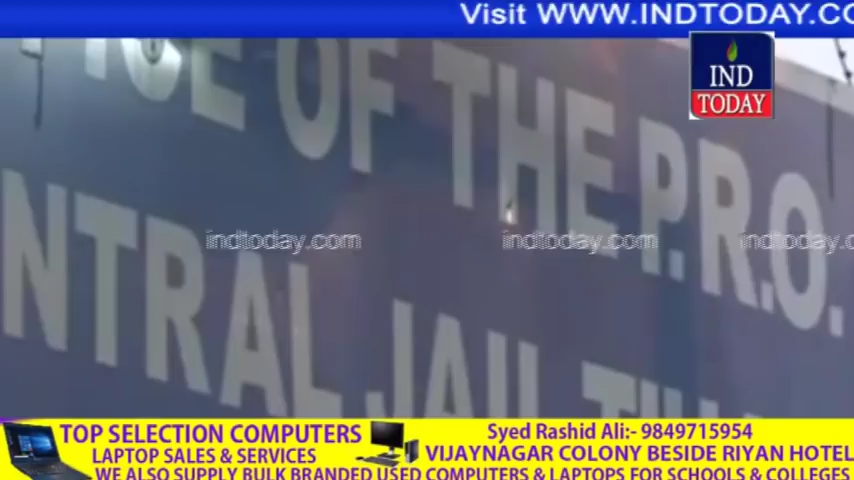 Visit WWW.INDTODAY.CO
IND
TODAY
ICE OF THE P.R.O.
NTRAL JAIL
indtoday.com indtoday.com indtoday.c
TOP SELECTION COMPUTERS
LAPTOP SALES & SERVICES
Syed Rashid Ali:- 9849715954
VIJAYNAGAR COLONY BESIDE RIYAN HOTEL
WE ALSO SUPPLY BULK BRANDED USED COMPUTERS & LAPTOPS FOR SCHOOLS & COLLEGES